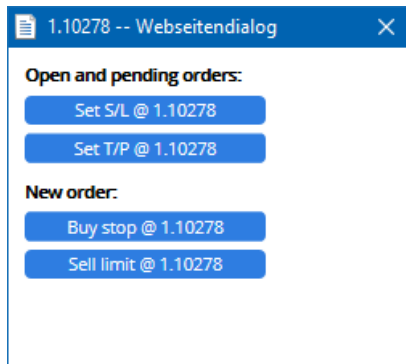 1.10278 -- Webseitendialog
Open and pending orders:
Set S/L @ 1.10278
Set T/P @ 1.10278
New order:
Buy stop @ 1.10278
Sell limit @ 1.10278